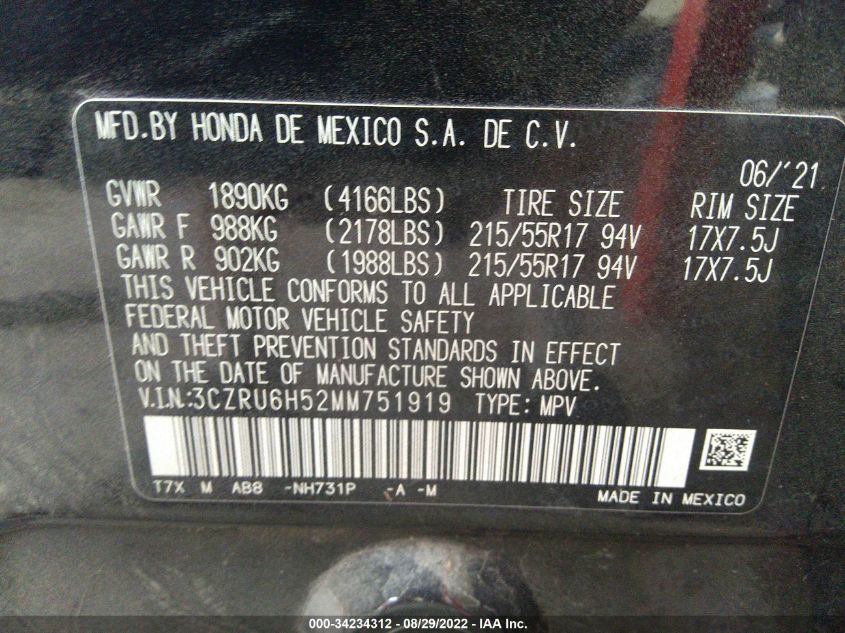 MFD.BY HONDA DE MEXICO S.A. DE C.V.
06/'21
GVWR 1890KG (4166LBS) TIRE SIZE RIM SIZE
GAWR F 988KG (2178LBS) 215/55R17 94V 17X7.5J
GAWR R 902KG (1988LBS) 215/55R17 94V 17X7.5J
THIS VEHICLE CONFORMS TO ALL APPLICABLE
FEDERAL MOTOR VEHICLE SAFETY
AND THEFT PREVENTION STANDARDS IN EFFECT
ON THE DATE OF MANUFACTURE SHOWN ABOVE.
V.I.N.:3CZRU6H52MM751919 TYPE: MPV
T7X M AB8 -NH731P -A -M
MADE IN MEXICO
000-34234312 - 08/29/2022 - IAA Inc.